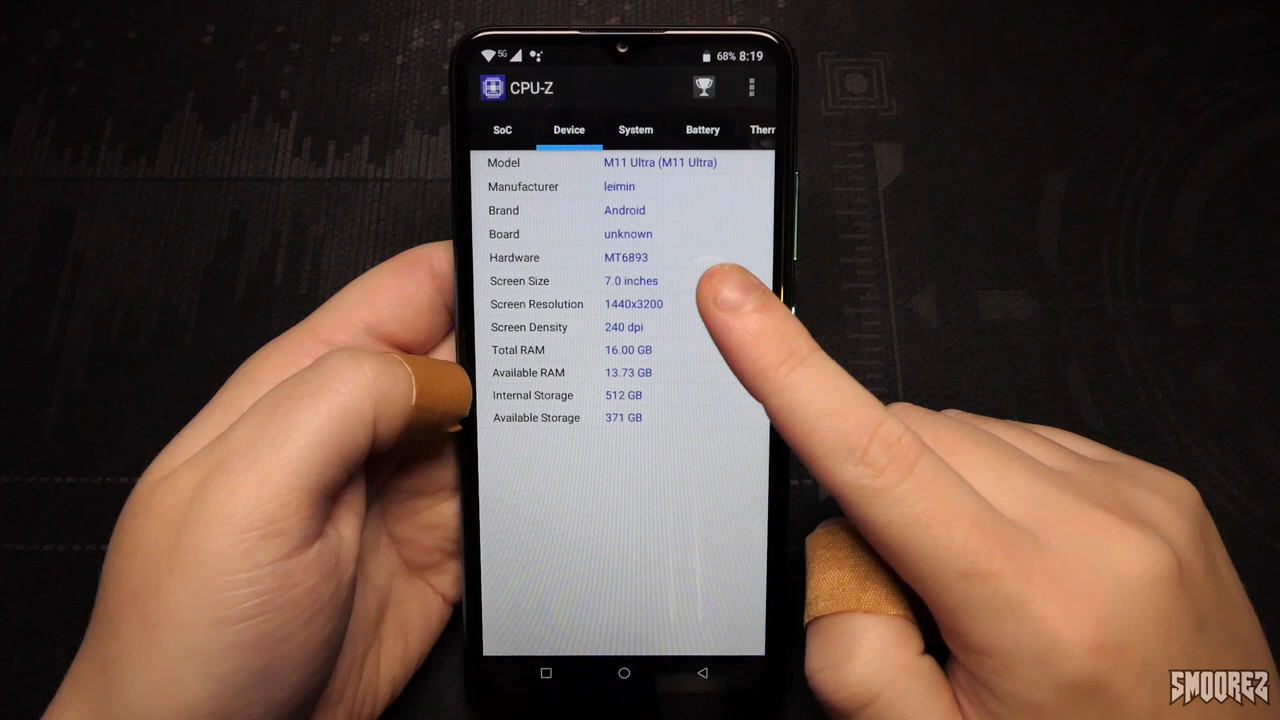 5G 68% 8:19
CPU-Z
SoC Device System Battery Therr
Model M11 Ultra (M11 Ultra)
Manufacturer leimin
Brand Android
Board unknown
Hardware MT6893
Screen Size 7.0 inches
Screen Resolution 1440x3200
Screen Density 240 dpi
Total RAM 16.00 GB
Available RAM 13.73 GB
Internal Storage 512 GB
Available Storage 371 GB
SMOOREZ